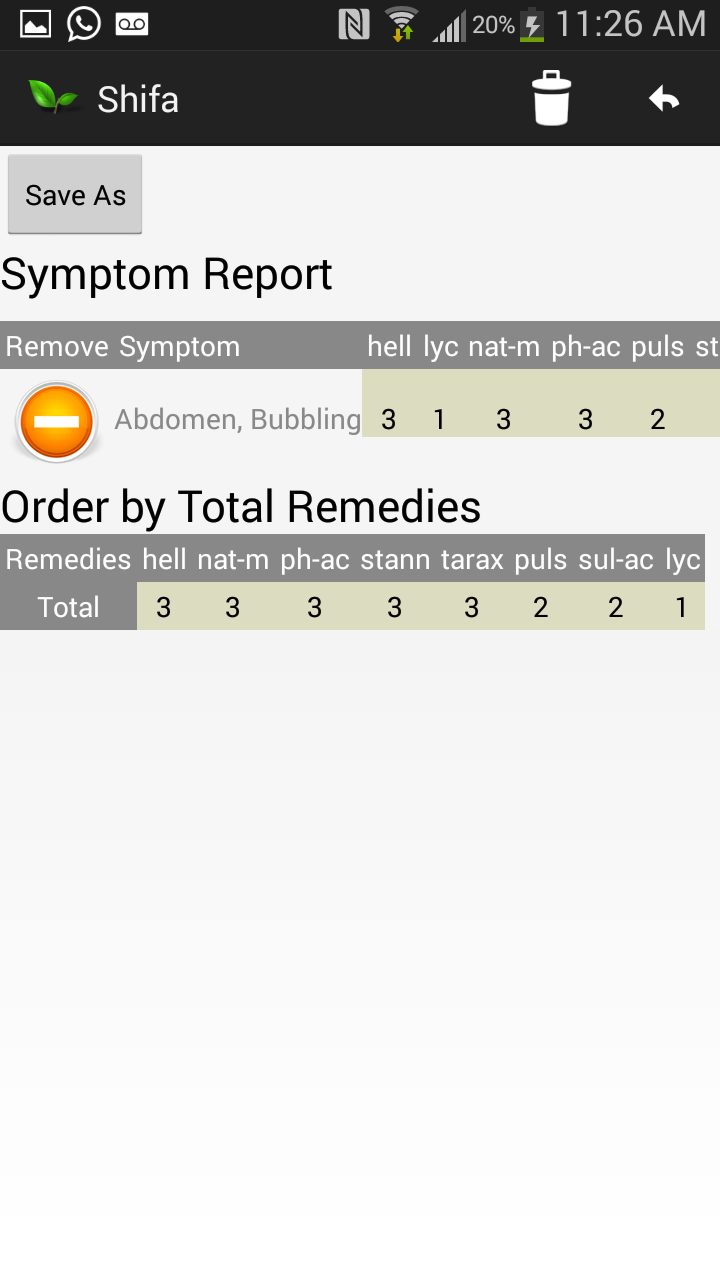 20% 11:26 AM
Shifa
Save As
Symptom Report
Remove Symptom hell lyc nat-m ph-ac puls st
Abdomen, Bubbling 3 1 3 3 2
Order by Total Remedies
Remedies hell nat-m ph-ac stann tarax puls sul-ac lyc
Total 3 3 3 3 3 2 2 1